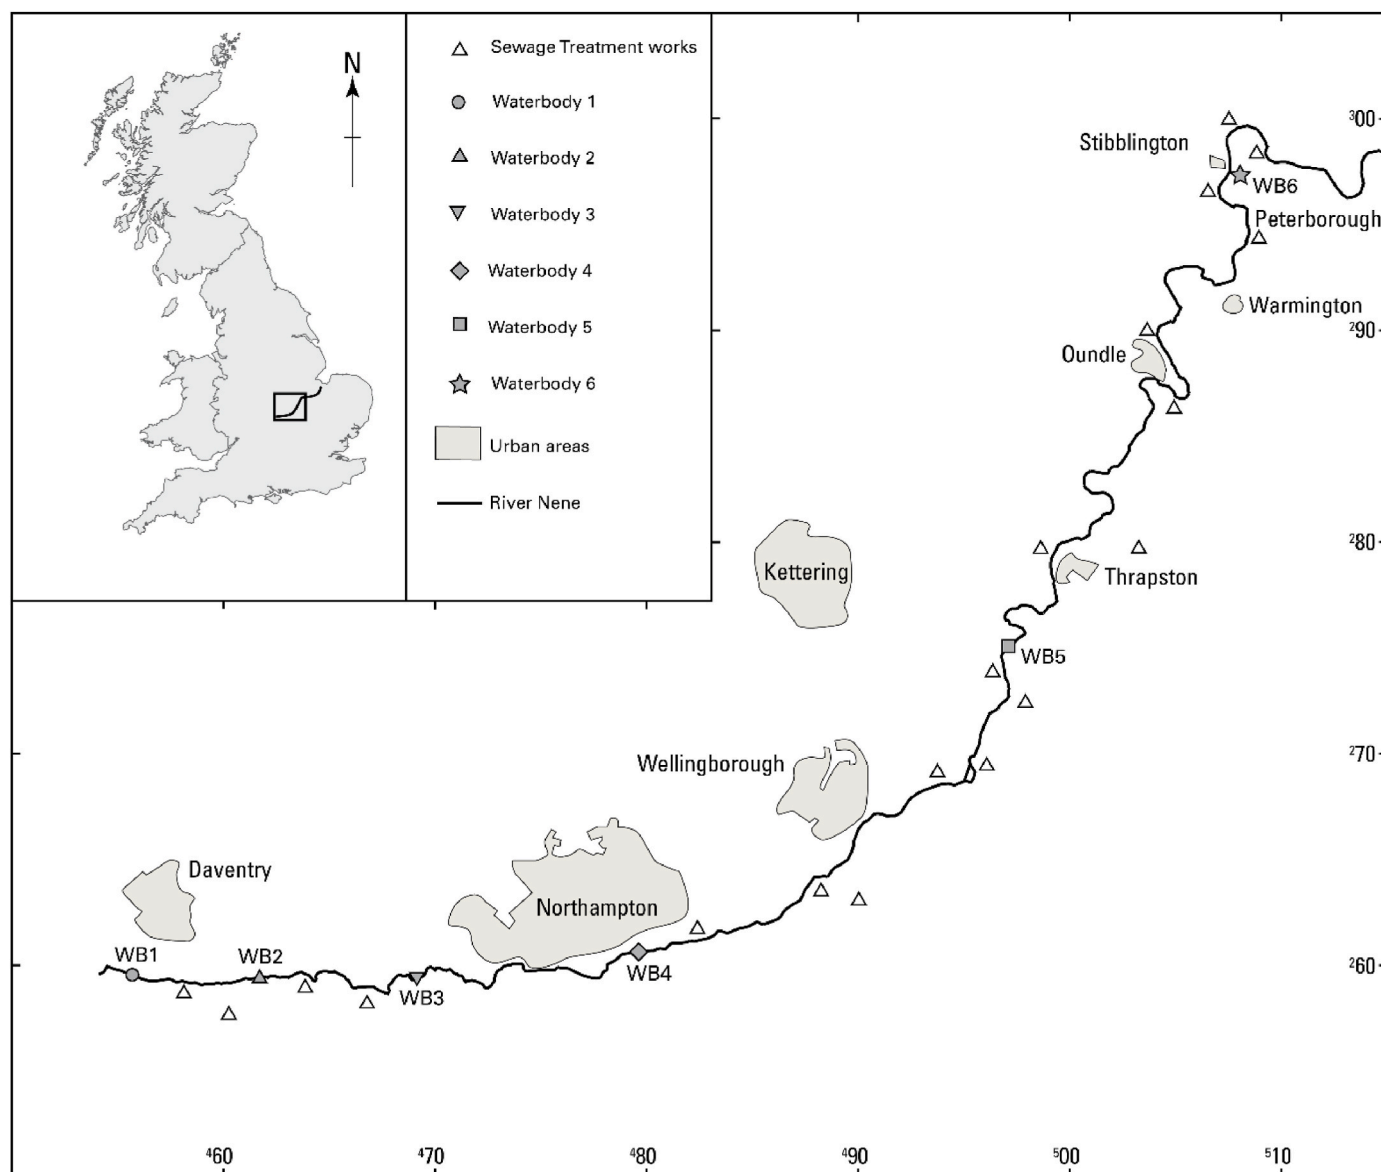 N
Sewage Treatment works
Waterbody 1
Waterbody 2
Waterbody 3
Waterbody 4
Waterbody 5
Waterbody 6
Urban areas
River Nene
³00
Stibblington
WB6
Peterborough
Warmington
²90
Oundle
²80
Kettering
Thrapston
WB5
²70
Wellingborough
Daventry
Northampton
WB1
WB2
²60
WB4
WB3
⁴60
⁴70
⁴80
⁴90
⁵00
⁵10